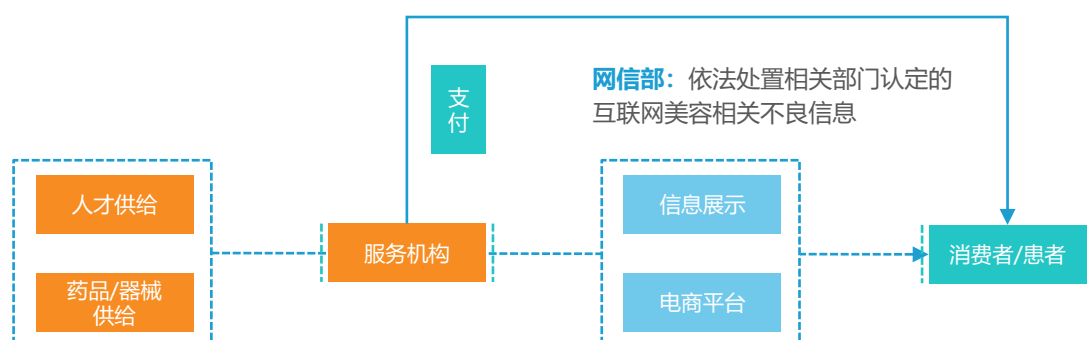 支
付
网信部：依法处置相关部门认定的
互联网美容相关不良信息
人才供给
信息展示
服务机构
消费者/患者
药品/器械
供给
电商平台